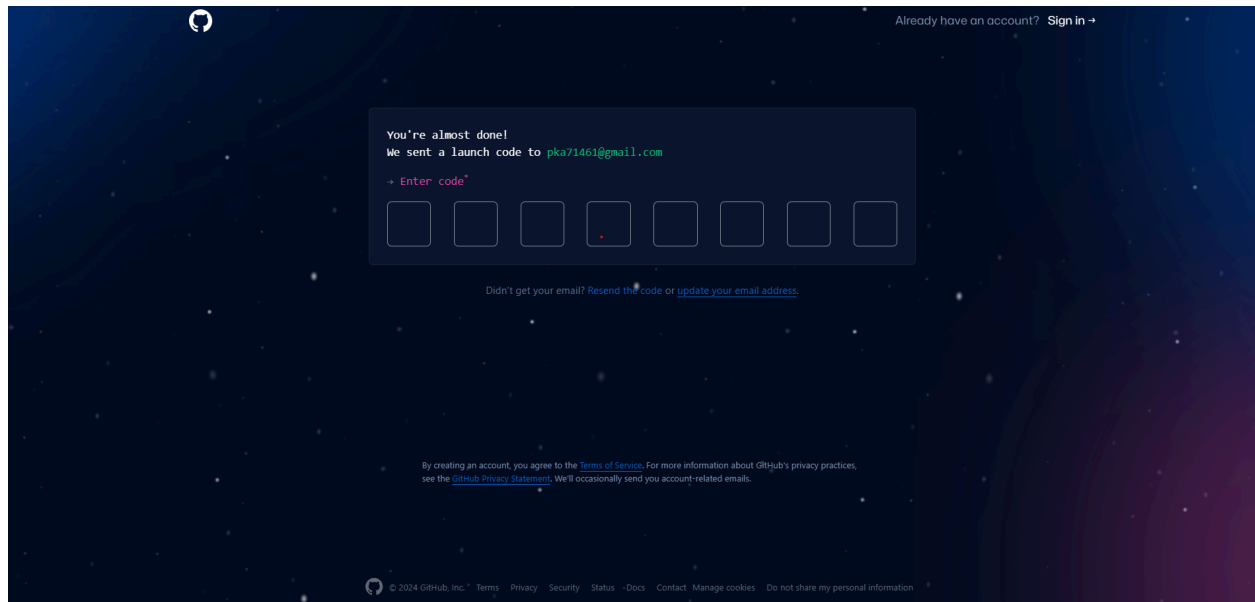 Already have an account? Sign in →
You're almost done!
We sent a launch code to pka71461@gmail.com
→ Enter code*
Didn't get your email? Resend the code or update your email address.
By creating an account, you agree to the Terms of Service. For more information about GitHub's privacy practices,
see the GitHub Privacy Statement. We'll occasionally send you account-related emails.
© 2024 GitHub, Inc. Terms Privacy Security Status Docs Contact Manage cookies Do not share my personal information